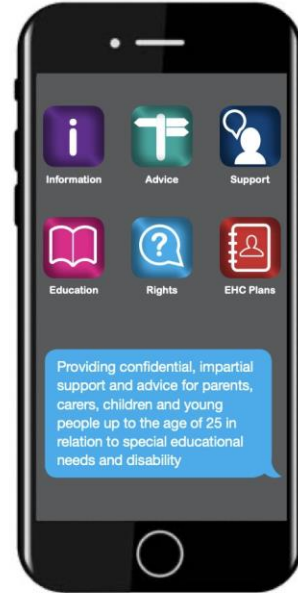 Information Advice Support
Education Rights EHC Plans
Providing confidential, impartial
support and advice for parents,
carers, children and young
people up to the age of 25 in
relation to special educational
needs and disability